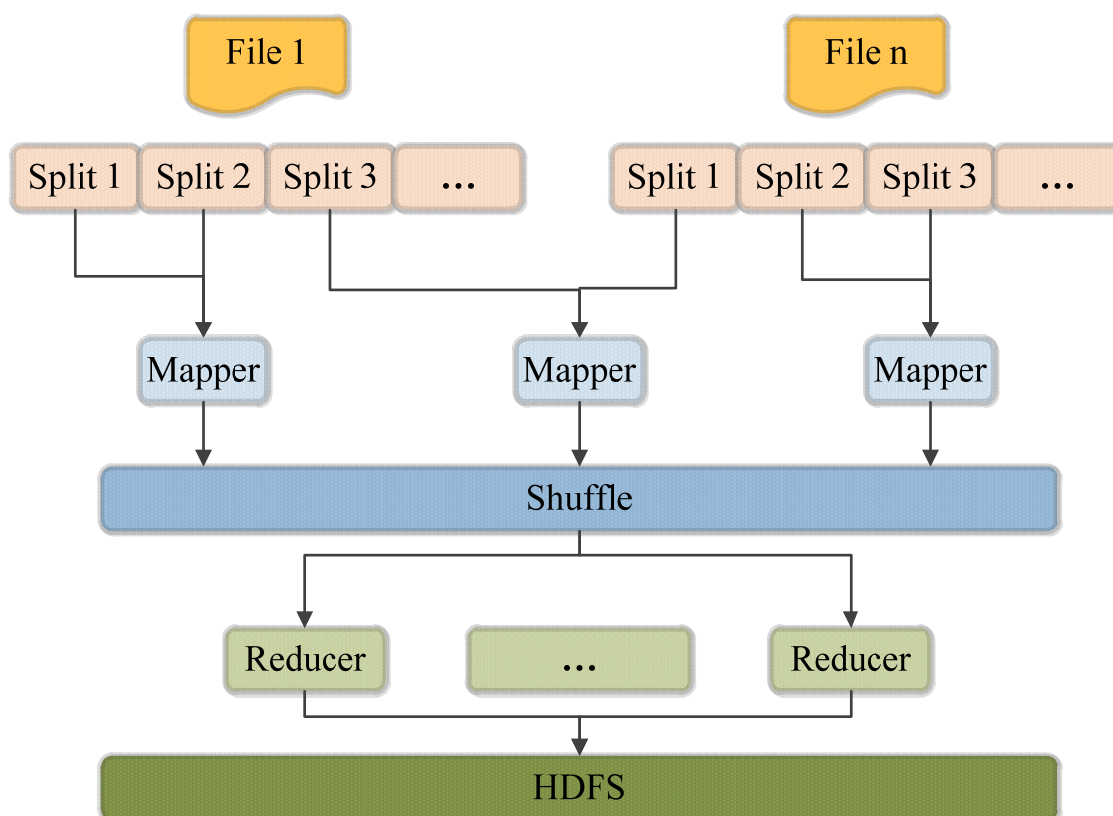 File 1
File n
Split 1 Split 2 Split 3 ...
Split 1 Split 2 Split 3 ...
Mapper Mapper Mapper
Shuffle
Reducer ... Reducer
HDFS